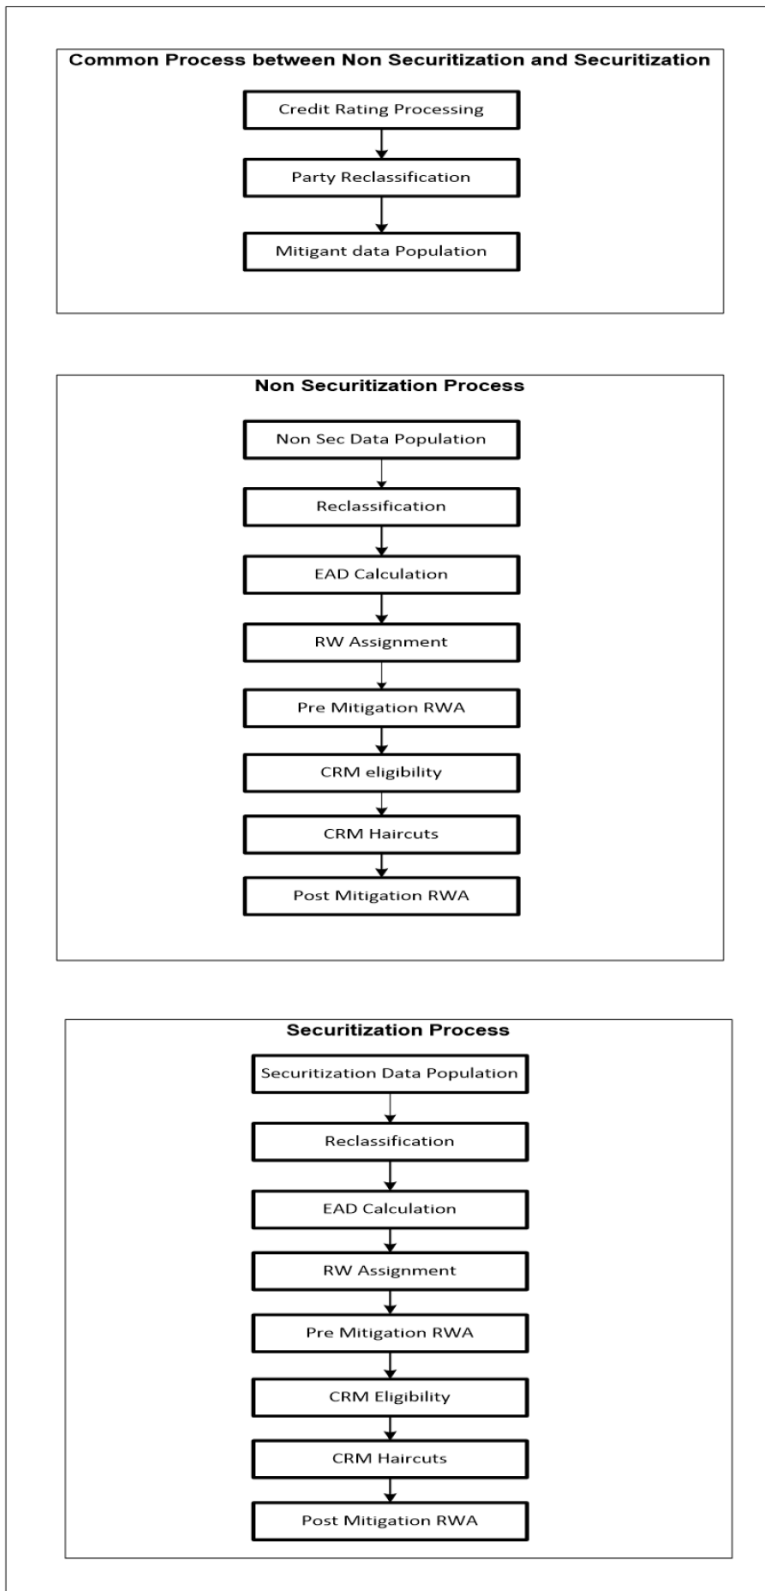 Common Process between Non Securitization and Securitization
Credit Rating Processing
Party Reclassification
Mitigant data Population
Non Securitization Process
Non Sec Data Population
Reclassification
EAD Calculation
RW Assignment
Pre Mitigation RWA
CRM eligibility
CRM Haircuts
Post Mitigation RWA
Securitization Process
Securitization Data Population
Reclassification
EAD Calculation
RW Assignment
Pre Mitigation RWA
CRM Eligibility
CRM Haircuts
Post Mitigation RWA